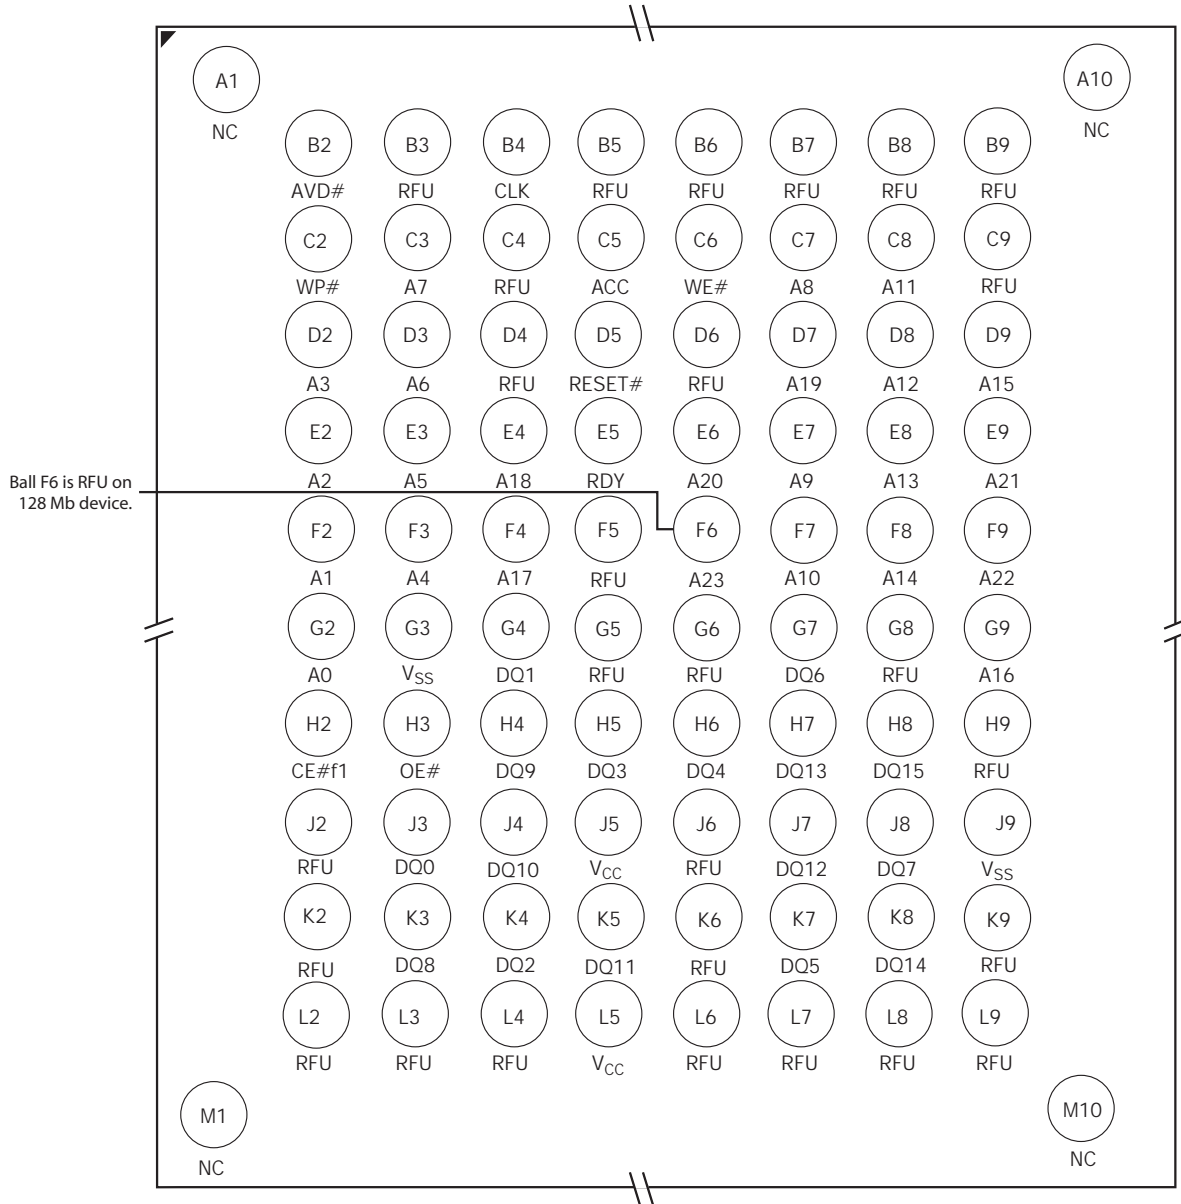 A1 A10
NC NC
B2 B3 B4 B5 B6 B7 B8 B9
AVD# RFU CLK RFU RFU RFU RFU RFU
C2 C3 C4 C5 C6 C7 C8 C9
WP# A7 RFU ACC WE# A8 A11 RFU
D2 D3 D4 D5 D6 D7 D8 D9
A3 A6 RFU RESET# RFU A19 A12 A15
E2 E3 E4 E5 E6 E7 E8 E9
A2 A5 A18 RDY A20 A9 A13 A21
Ball F6 is RFU on
128 Mb device.
F2 F3 F4 F5 F6 F7 F8 F9
A1 A4 A17 RFU A23 A10 A14 A22
G2 G3 G4 G5 G6 G7 G8 G9
A0 VSS DQ1 RFU RFU DQ6 RFU A16
H2 H3 H4 H5 H6 H7 H8 H9
CE#f1 OE# DQ9 DQ3 DQ4 DQ13 DQ15 RFU
J2 J3 J4 J5 J6 J7 J8 J9
RFU DQ0 DQ10 VCC RFU DQ12 DQ7 VSS
K2 K3 K4 K5 K6 K7 K8 K9
RFU DQ8 DQ2 DQ11 RFU DQ5 DQ14 RFU
L2 L3 L4 L5 L6 L7 L8 L9
RFU RFU RFU VCC RFU RFU RFU RFU
M1 M10
NC NC